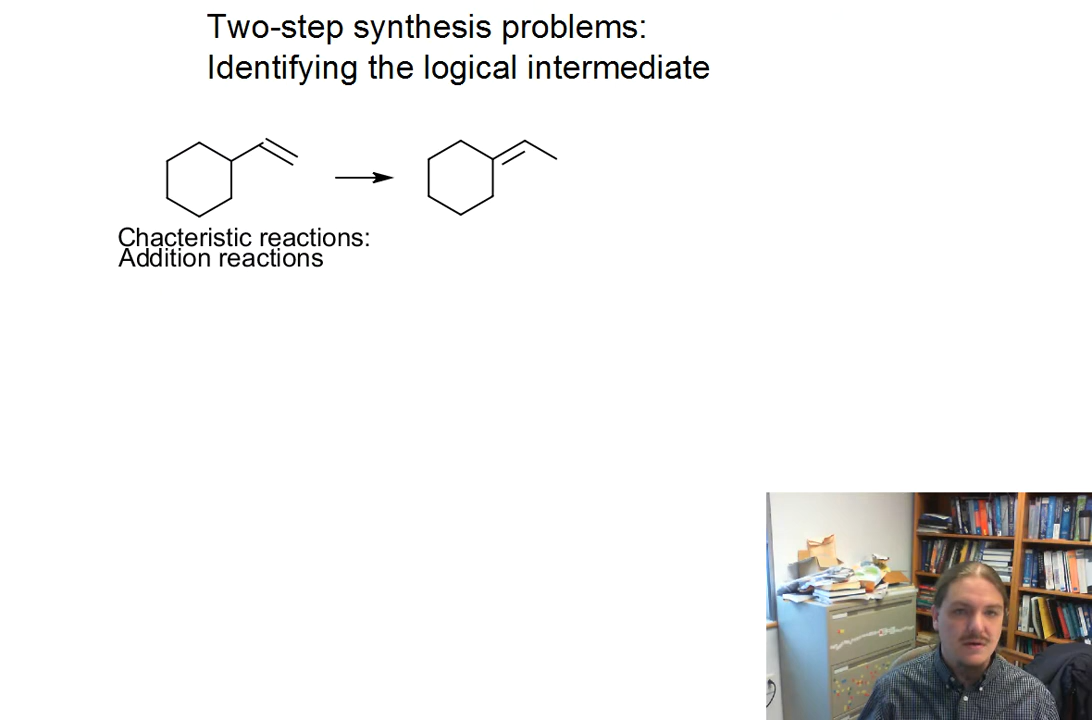 Two-step synthesis problems:
Identifying the logical intermediate
Chacteristic reactions:
Addition reactions